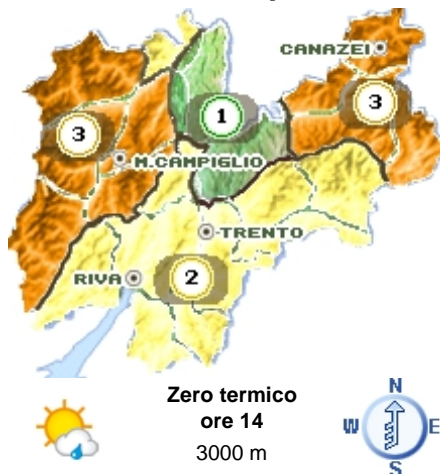 CANAZEI
3
1
3
M.CAMPIGLIO
TRENTO
RIVA
2
Zero termico
ore 14
3000 m
N
W E
S